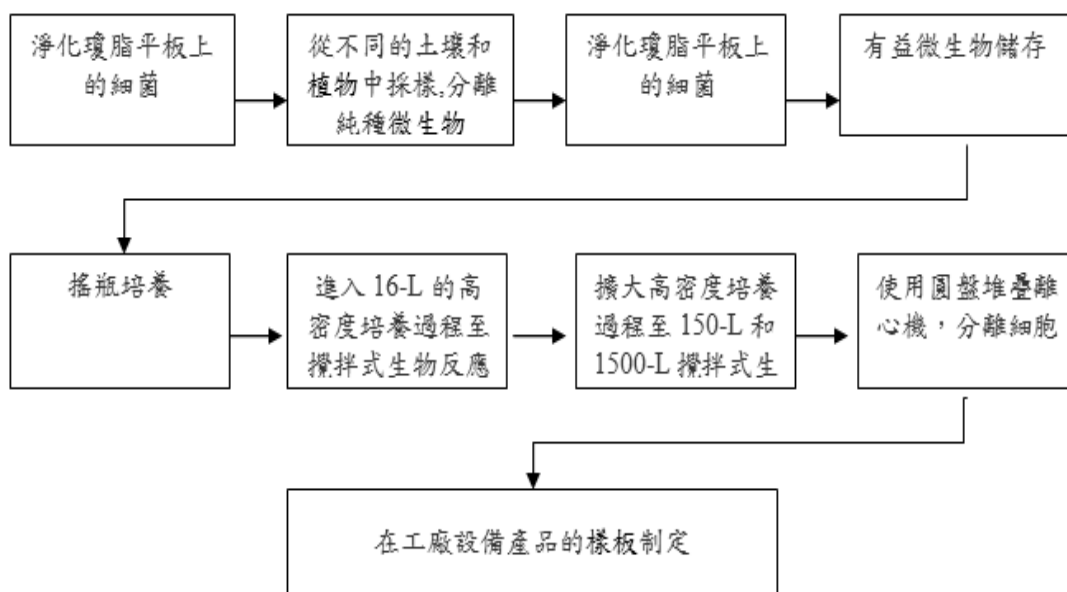 淨化瓊脂平板上
的細菌
從不同的土壤和
植物中採樣,分離
純種微生物
淨化瓊脂平板上
的細菌
有益微生物儲存
搖瓶培養
進入 16-L 的高
密度培養過程至
攪拌式生物反應
擴大高密度培養
過程至 150-L 和
1500-L 攪拌式生
使用圓盤堆疊離
心機，分離細胞
在工廠設備產品的樣板制定